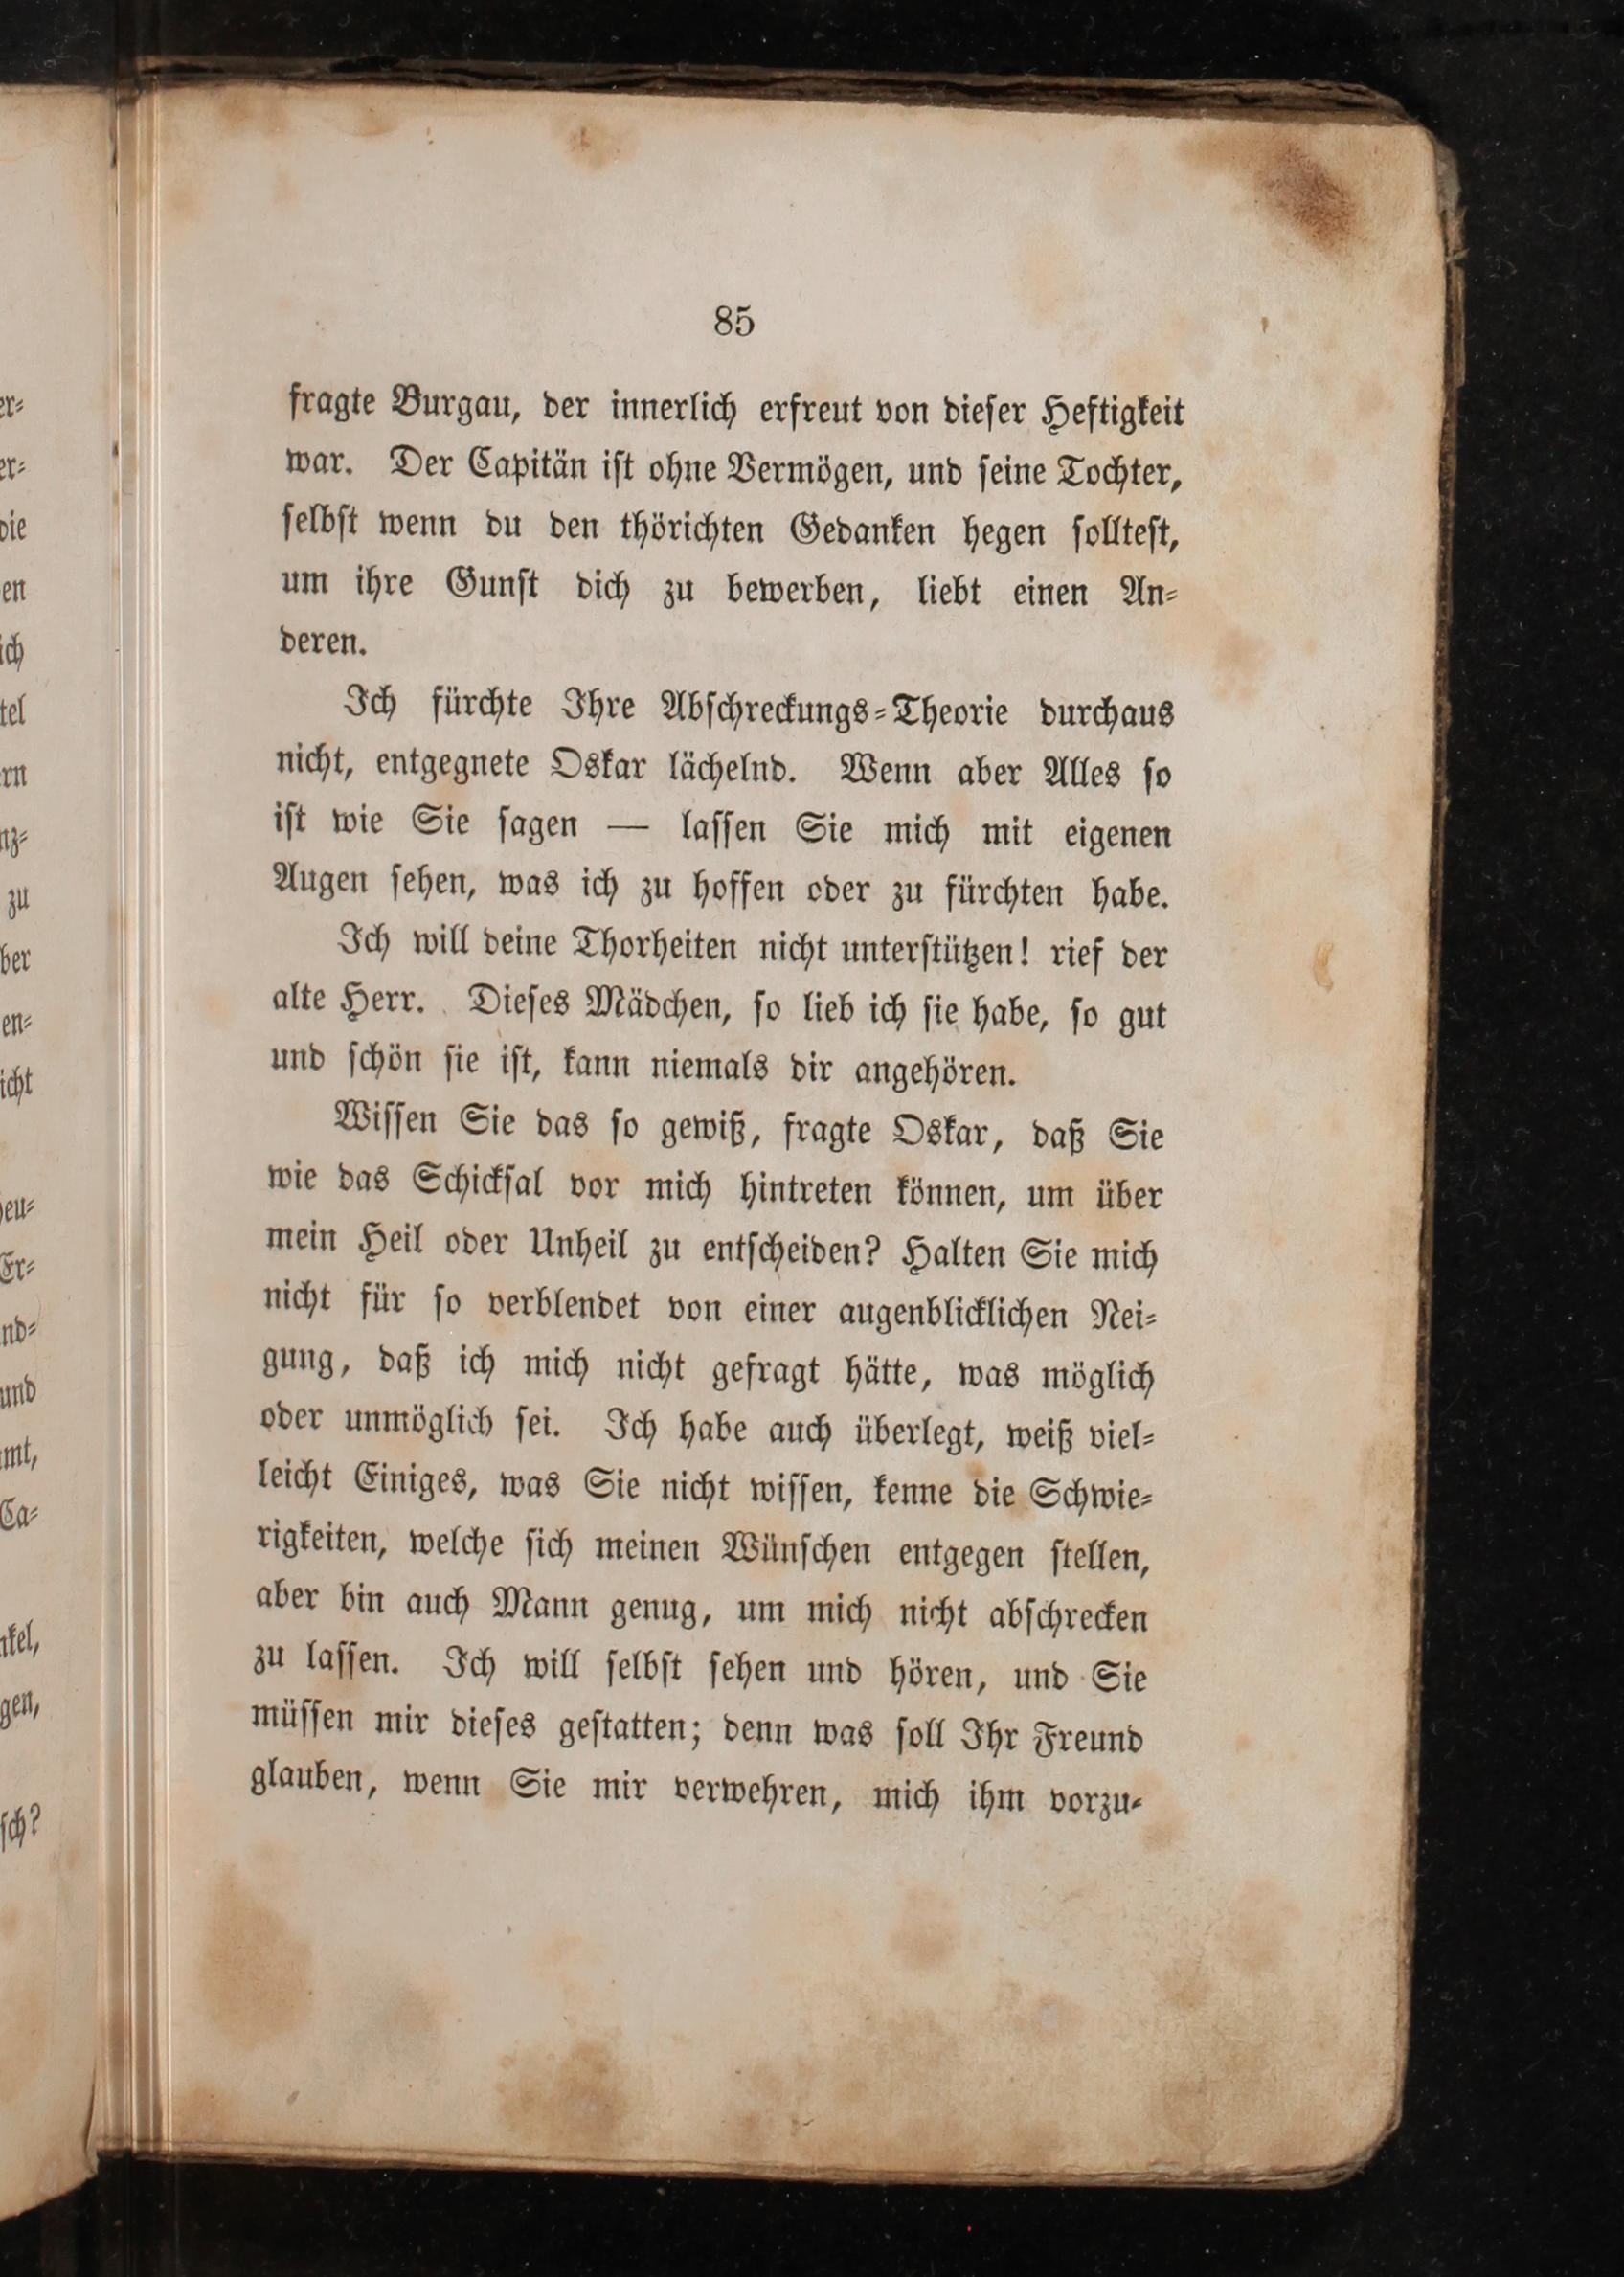 85
fragte Burgau, der innerlich erfreut von dieſer Heftigkeit
war. Der Capitän iſt ohne Vermögen, und ſeine Tochter,
ſelbſt wenn du den thörichten Gedanken hegen ſollteſt,
um ihre Gunſt dich zu bewerben, liebt einen An-
deren.
Ich fürchte Ihre Abſchreckungs-Theorie durchaus
nicht, entgegnete Oskar lächelnd. Wenn aber Alles ſo
iſt wie Sie ſagen — laſſen Sie mich mit eigenen
Augen ſehen, was ich zu hoffen oder zu fürchten habe.
Ich will deine Thorheiten nicht unterſtützen! rief der
alte Herr. Dieſes Mädchen, ſo lieb ich ſie habe, ſo gut
und ſchön ſie iſt, kann niemals dir angehören.
Wiſſen Sie das ſo gewiß, fragte Oskar, daß Sie
wie das Schickſal vor mich hintreten können, um über
mein Heil oder Unheil zu entſcheiden? Halten Sie mich
nicht für ſo verblendet von einer augenblicklichen Nei-
gung, daß ich mich nicht gefragt hätte, was möglich
oder unmöglich ſei. Ich habe auch überlegt, weiß viel-
leicht Einiges, was Sie nicht wiſſen, kenne die Schwie-
rigkeiten, welche ſich meinen Wünſchen entgegen ſtellen,
aber bin auch Mann genug, um mich nicht abſchrecken
zu laſſen. Ich will ſelbſt ſehen und hören, und Sie
müſſen mir dieſes geſtatten; denn was ſoll Ihr Freund
glauben, wenn Sie mir verwehren, mich ihm vorzu-